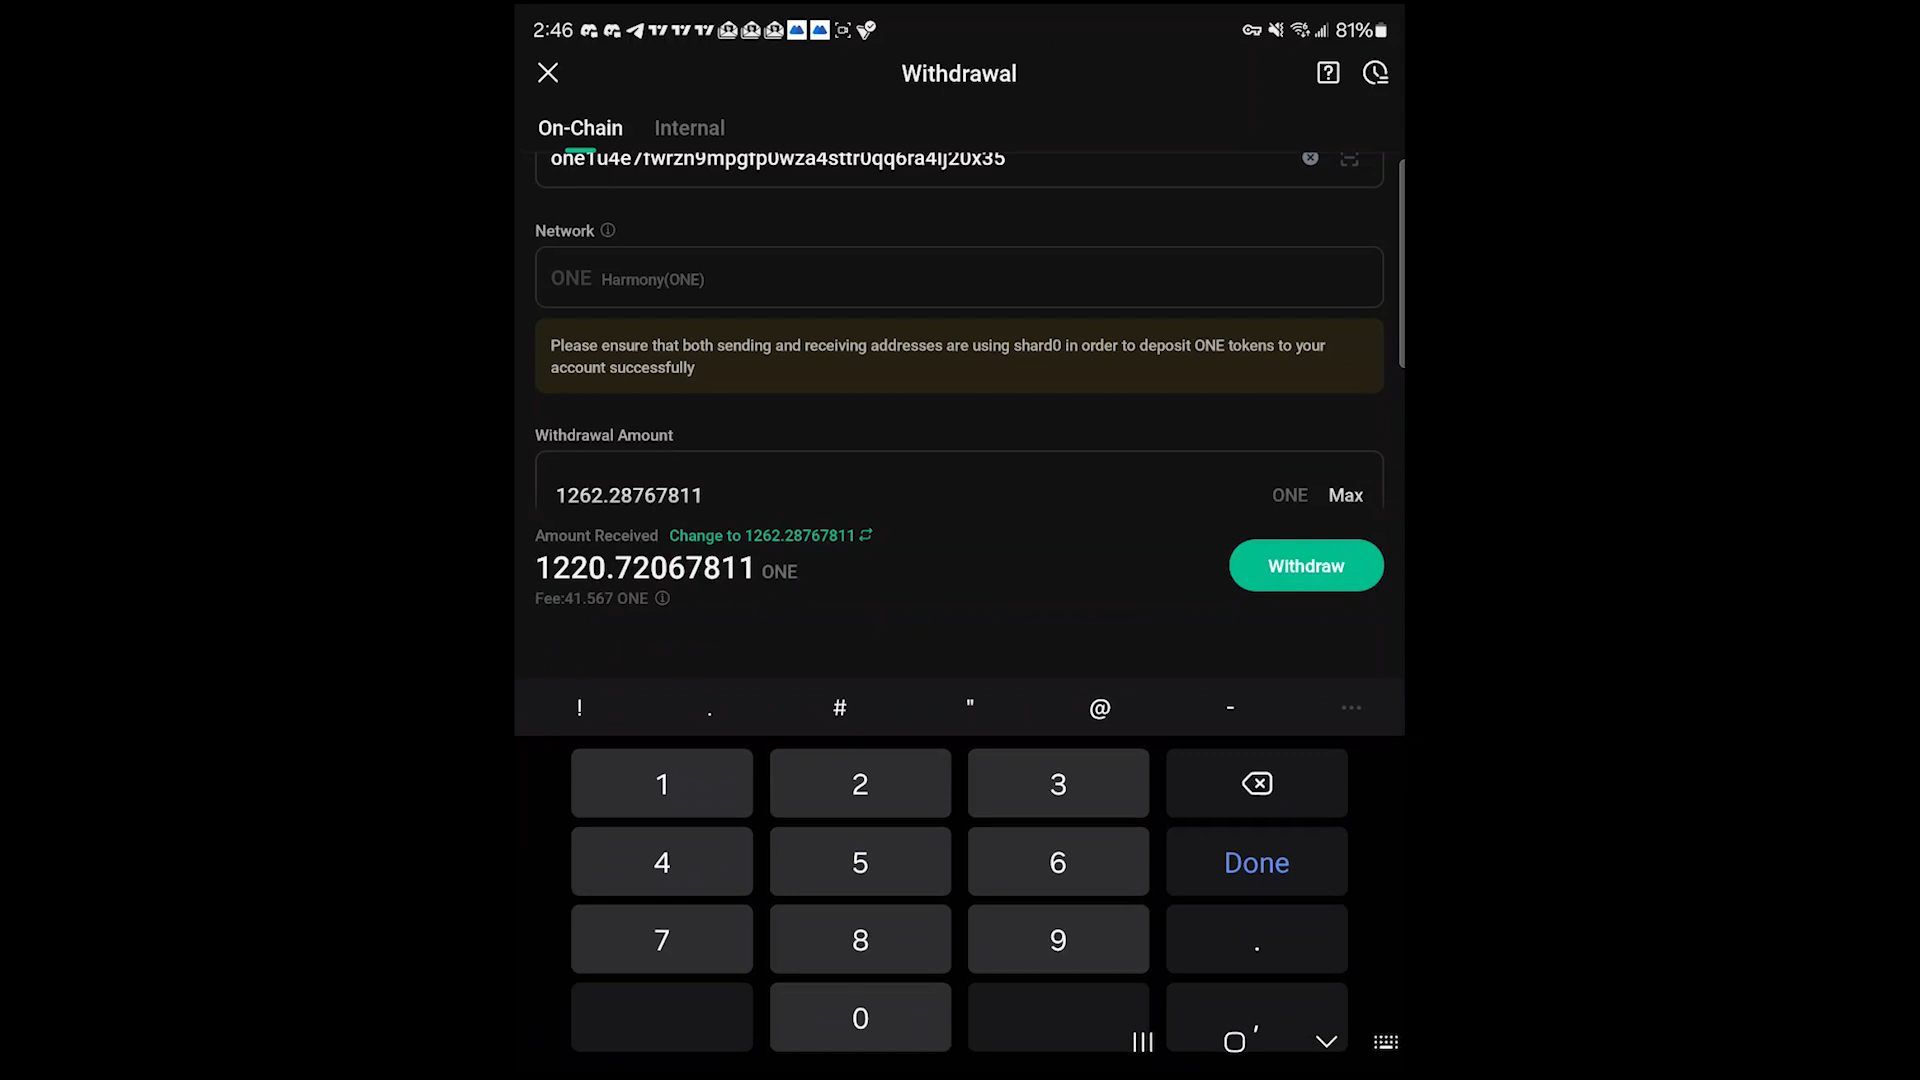 2:46
81%
Withdrawal
On-Chain Internal
one1u4e7fwrzn9mpgfp0wza4sttr0qq6ra4lj20x35
Network
ONE Harmony(ONE)
Please ensure that both sending and receiving addresses are using shard0 in order to deposit ONE tokens to your
account successfully
Withdrawal Amount
1262.28767811 ONE Max
Amount Received Change to 1262.28767811
1220.72067811 ONE
Fee:41.567 ONE
Withdraw
! . # " @ - ...
1 2 3
4 5 6 Done
7 8 9 .
0 ,